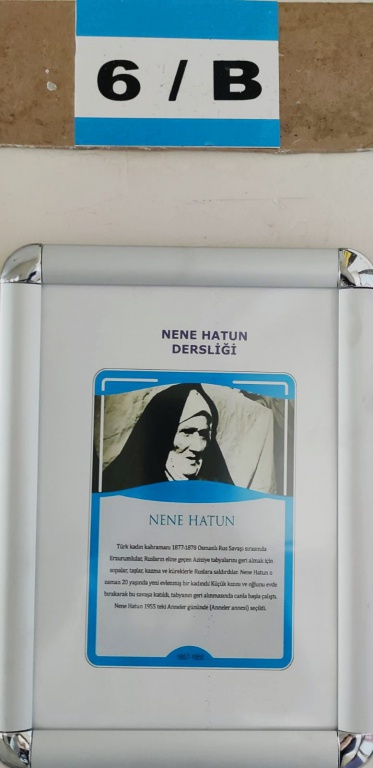 6 / B
NENE HATUN
DERSLİĞİ
NENE HATUN
Türk kadın kahramanı 1877-1878 Osmanlı Rus Savaşı sırasında
Erzurumlular, Rusların eline geçen Aziziye tabyalarını geri almak için
sopalar, taşlar, kazma ve küreklerle Ruslara saldırdılar. Nene Hatun o
zaman 20 yaşında yeni evlenmiş bir kadındı! Küçük kızını ve oğlunu evde
bırakarak bu savaşa katıldı, tabyanın geri alınmasında canla başla çalıştı.
Nene Hatun 1955 teki Anneler gününde (Anneler annesi) seçildi.